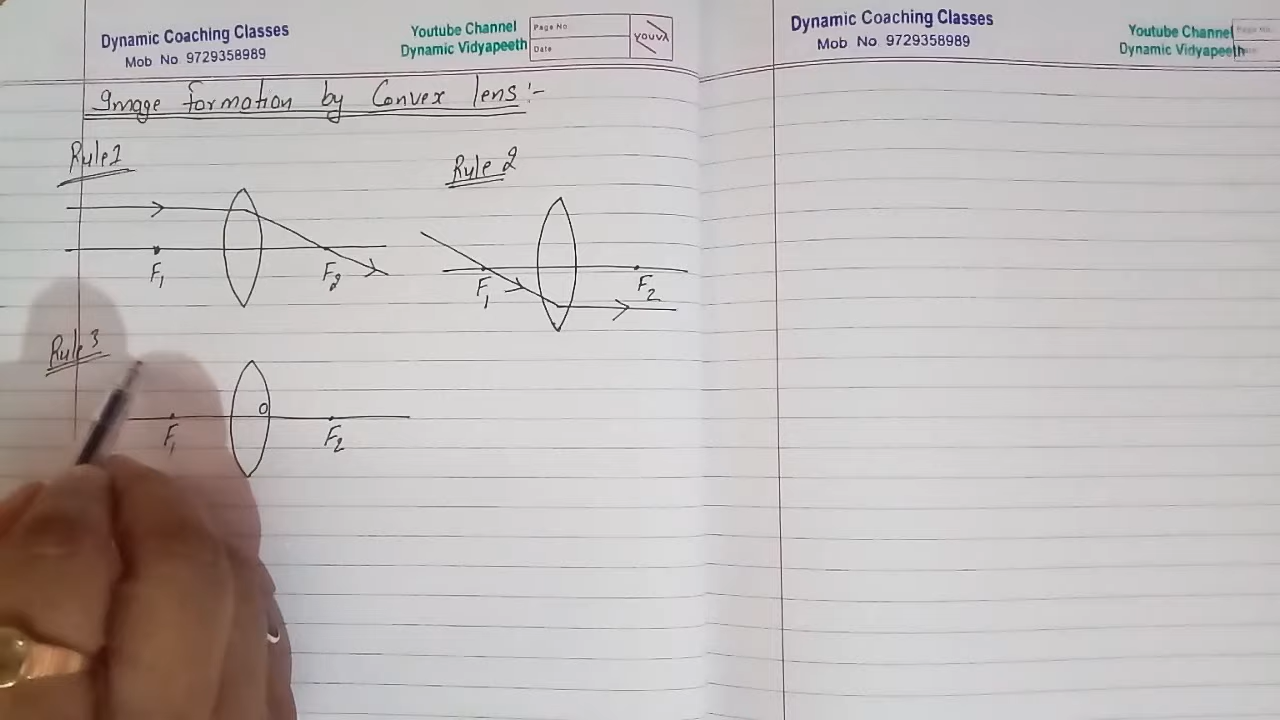 Dynamic Coaching Classes
Mob No 9729358989
Youtube Channel
Dynamic Vidyapeeth
Page No
Date
youva
Dynamic Coaching Classes
Mob No 9729358989
Youtube Channel
Dynamic Vidyapeeth
Image formation by Convex lens :-
Rule 1
F1
F2
Rule 2
F1
F2
Rule 3
O
F1
F2